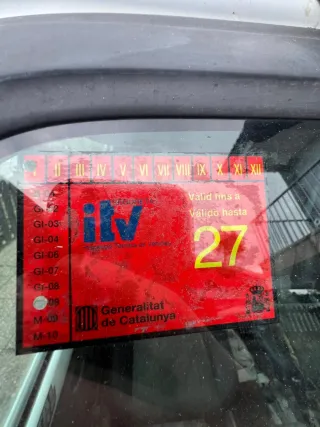 II III IV V VI VII VIII IX X XI XII
itv
Vàlid fins a
Válido hasta
27
GI-03
GI-04
GI-06
GI-07
GI-08
09
M-10
Generalitat
de Catalunya